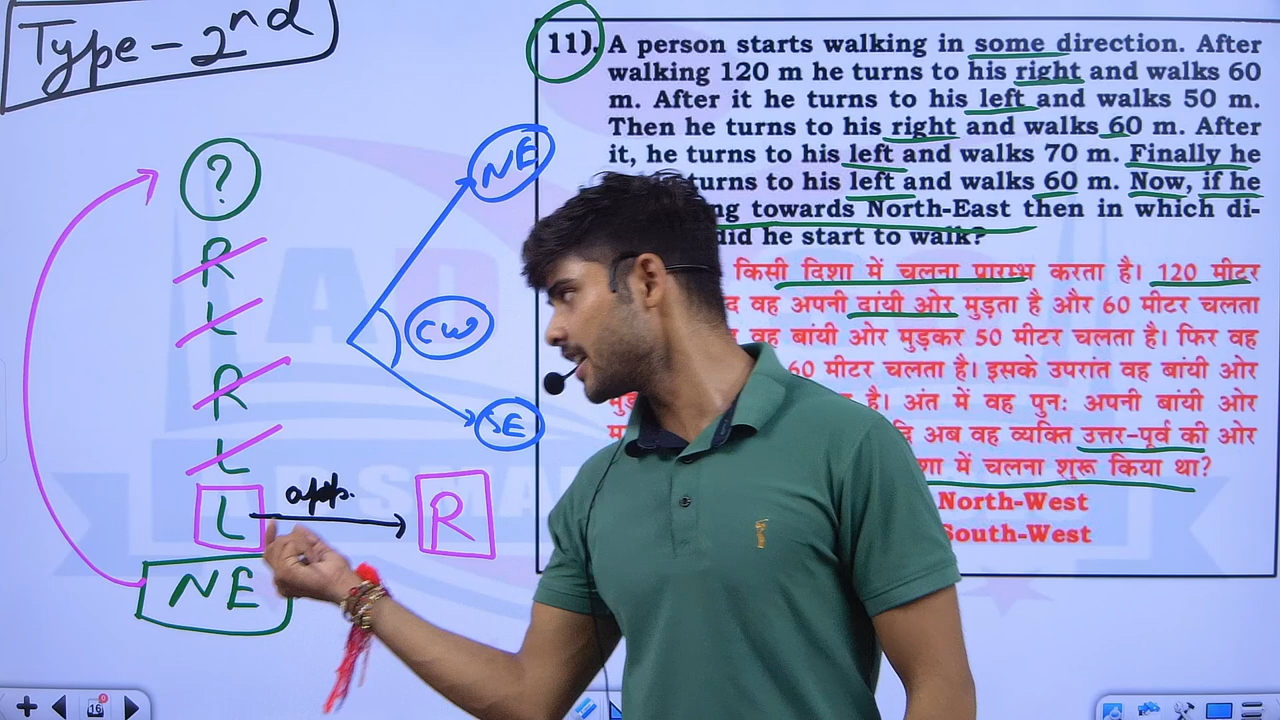 Type - 2nd
?
R
L
R
L
L
opp.
R
NE
NE
CW
SE
11). A person starts walking in some direction. After
walking 120 m he turns to his right and walks 60
m. After it he turns to his left and walks 50 m.
Then he turns to his right and walks 60 m. After
it, he turns to his left and walks 70 m. Finally he
turns to his left and walks 60 m. Now, if he
ng towards North-East then in which di-
did he start to walk?
किसी दिशा में चलना प्रारम्भ करता है। 120 मीटर
वह अपनी दांयी ओर मुड़ता है और 60 मीटर चलता
वह बायीं ओर मुड़कर 50 मीटर चलता है। फिर वह
60 मीटर चलता है। इसके उपरांत वह बांयी ओर
है। अंत में वह पुनः अपनी बांयी ओर
अब वह व्यक्ति उत्तर-पूर्व की ओर
में चलना शुरू किया था?
North-West
South-West
16